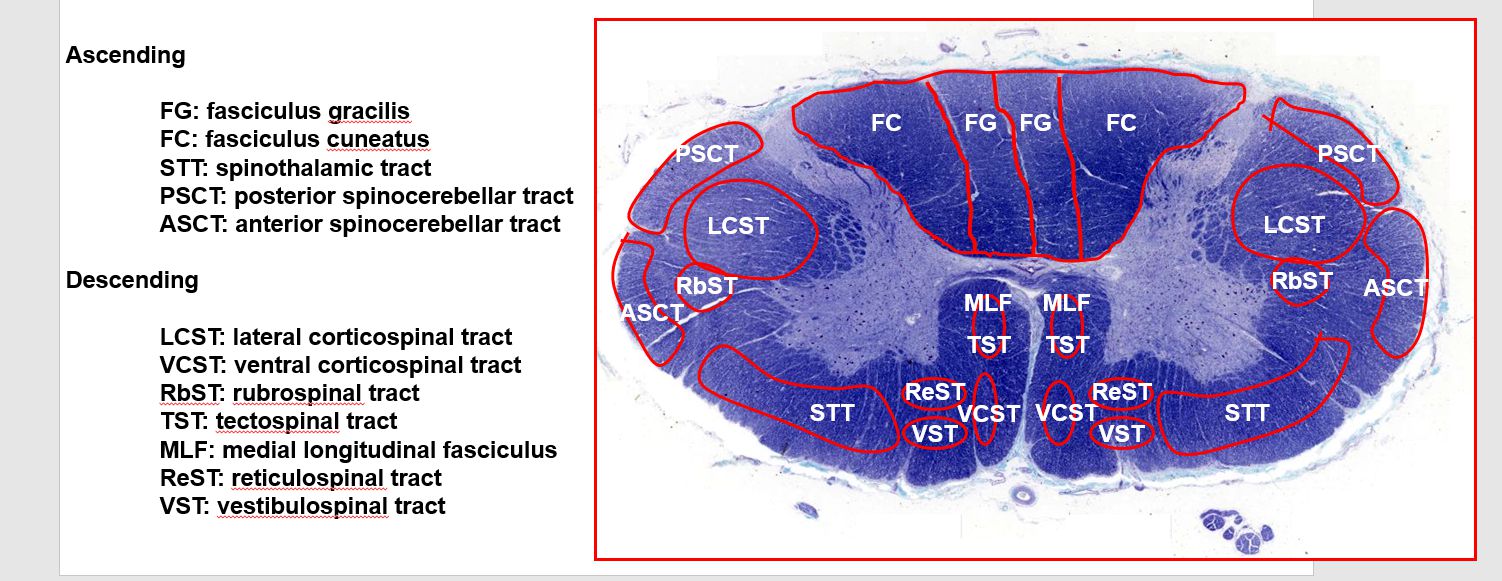 Ascending
FG: fasciculus gracilis
FC: fasciculus cuneatus
STT: spinothalamic tract
PSCT: posterior spinocerebellar tract
ASCT: anterior spinocerebellar tract
Descending
LCST: lateral corticospinal tract
VCST: ventral corticospinal tract
RbST: rubrospinal tract
TST: tectospinal tract
MLF: medial longitudinal fasciculus
ReST: reticulospinal tract
VST: vestibulospinal tract
FC FG FG FC
PSCT PSCT
LCST LCST
RbST RbST
ASCT ASCT
MLF MLF
TST TST
ReST ReST
STT VCST VCST STT
VST VST